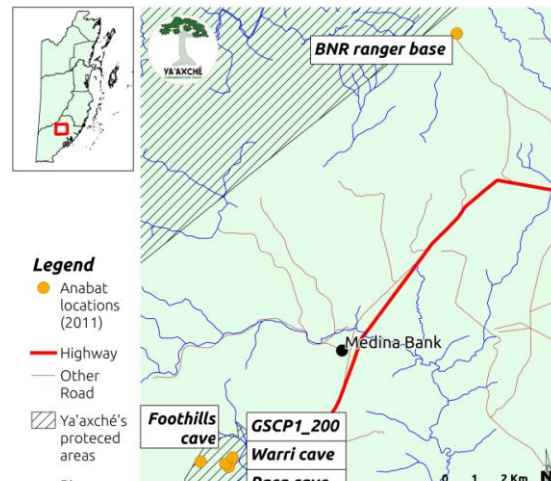 YA'AXCHÉ
BNR ranger base
Legend
Anabat
locations
(2011)
Highway
Other
Road
Ya'axché's
proteced
areas
Medina Bank
Foothills
cave
GSCP1_200
Warri cave
0 1 2 Km
N